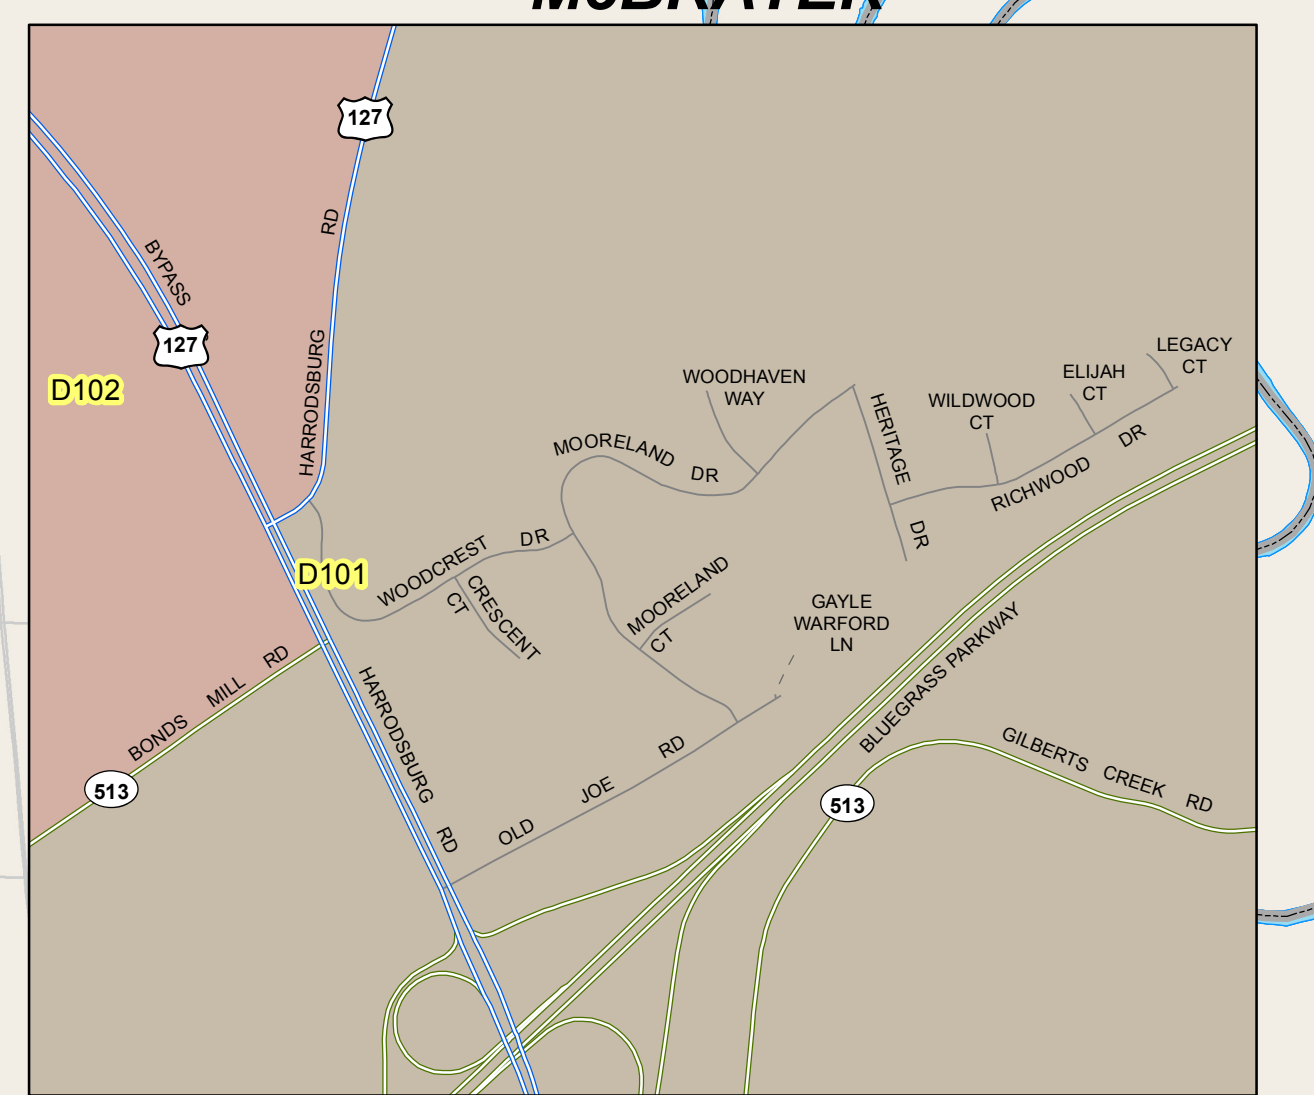 127
RD
HARRODSBURG
BYPASS
127
D102
D101
WOODHAVEN
WAY
MOORELAND DR
HERITAGE
DR
WILDWOOD
CT
ELIJAH
CT
LEGACY
CT
RICHWOOD DR
WOODCREST DR
CRESCENT
CT
MOORELAND
CT
GAYLE
WARFORD
LN
BLUEGRASS PARKWAY
BONDS MILL RD
513
HARRODSBURG
RD
OLD JOE RD
513
GILBERTS CREEK RD